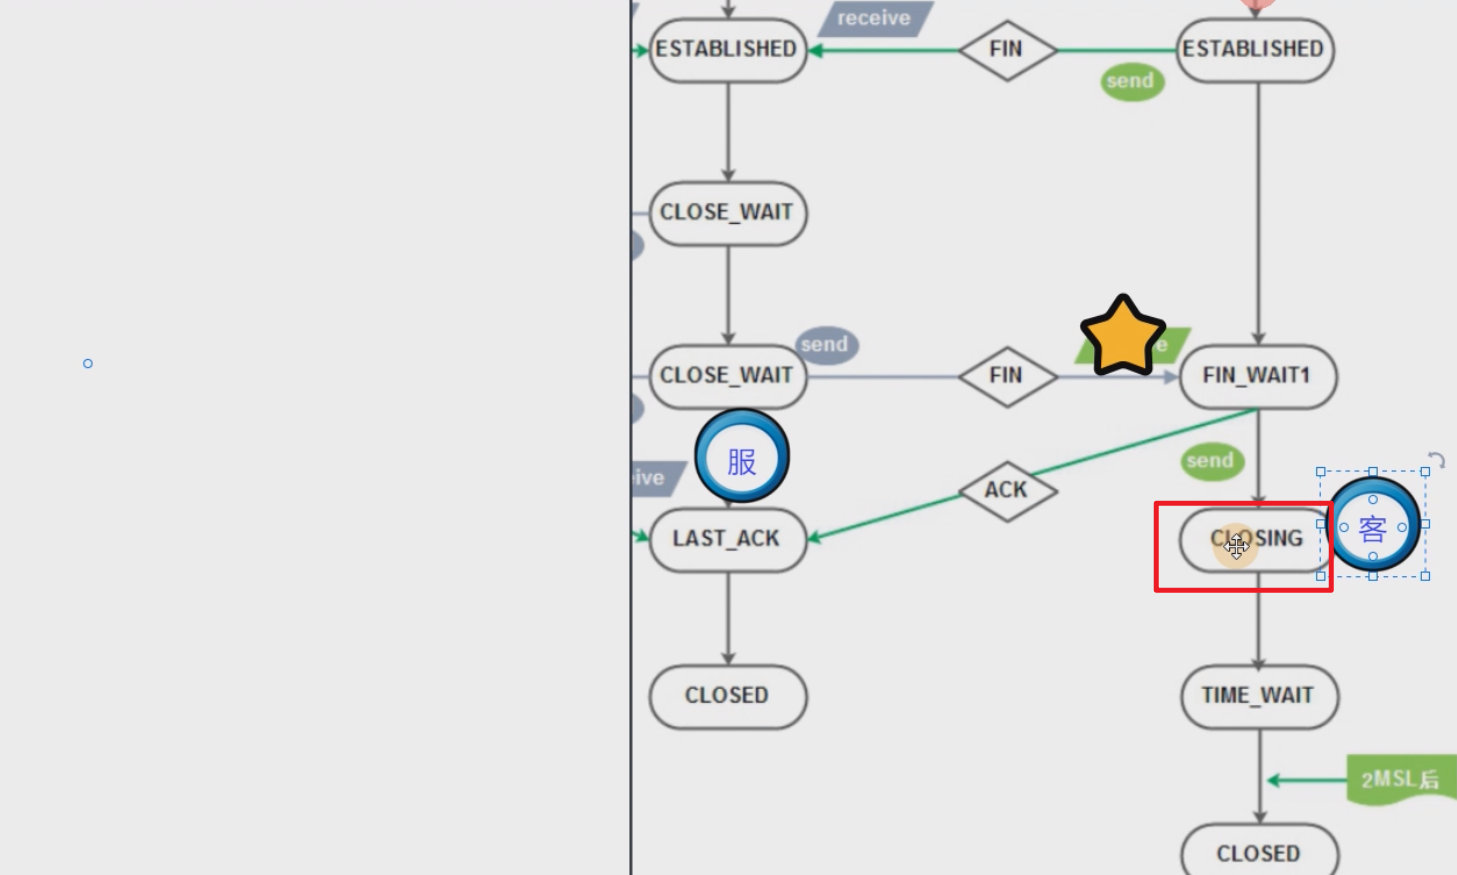 receive
ESTABLISHED
FIN
ESTABLISHED
send
CLOSE_WAIT
send
e
CLOSE_WAIT
FIN
FIN_WAIT1
服
send
ive
ACK
客
LAST_ACK
CLOSING
CLOSED
TIME_WAIT
2MSL后
CLOSED